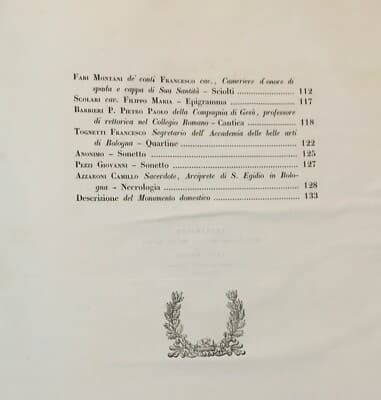 Fabi Montani de' conti Francesco cav., Cameriere d'onore di
spada e cappa di Sua Santità – Sciolti 112
Scolari cav. Filippo Maria – Epigramma 117
Barbieri P. Pietro Paolo della Compagnia di Gesù, professore
di rettorica nel Collegio Romano – Cantica 118
Tognetti Francesco Segretario dell' Accademia delle belle arti
di Bologna – Quartine 122
Anonimo – Sonetto 125
Pezzi Giovanni – Sonetto 127
Azzaroni Camillo Sacerdote, Arciprete di S. Egidio in Bolo-
gna – Necrologia 128
Descrizione del Monumento domestico 133